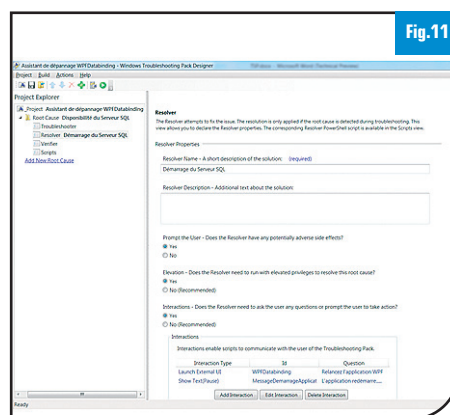 Fig.11
Assistant de dépannage WPFDatabinding - Windows Troubleshooting Pack Designer
Project Build Actions Help
Project Explorer
Project Assistant de dépannage WPFDatabinding
Root Cause Disponibilité du Serveur SQL
Troubleshooter
Resolver Démarrage du Serveur SQL
Verifier
Scripts
Add New Root Cause
Resolver
The Resolver attempts to fix the issue. The resolution is only applied if the root cause is detected during troubleshooting. This
view allows you to declare the Resolver properties. The corresponding Resolver PowerShell script is available in the Scripts view.
Resolver Properties
Resolver Name - A short description of the solution: (required)
Démarrage du Serveur SQL
Resolver Description - Additional text about the solution:
Prompt the User - Does the Resolver have any potentially adverse side effects?
Yes
No
Elevation - Does the Resolver need to run with elevated privileges to resolve this root cause?
Yes
No (Recommended)
Interactions - Does the Resolver need to ask the user any questions or prompt the user to take action?
Yes
No (Recommended)
Interactions
Interactions enable scripts to communicate with the user of the Troubleshooting Pack.
Interaction Type Id Question
Launch External UI WPFDatabinding Relancez l'application WPF
Show Text(Pause) MessageDemarrageApplicat L'application redemarre....
Add Interaction Edit Interaction Delete Interaction
Ready